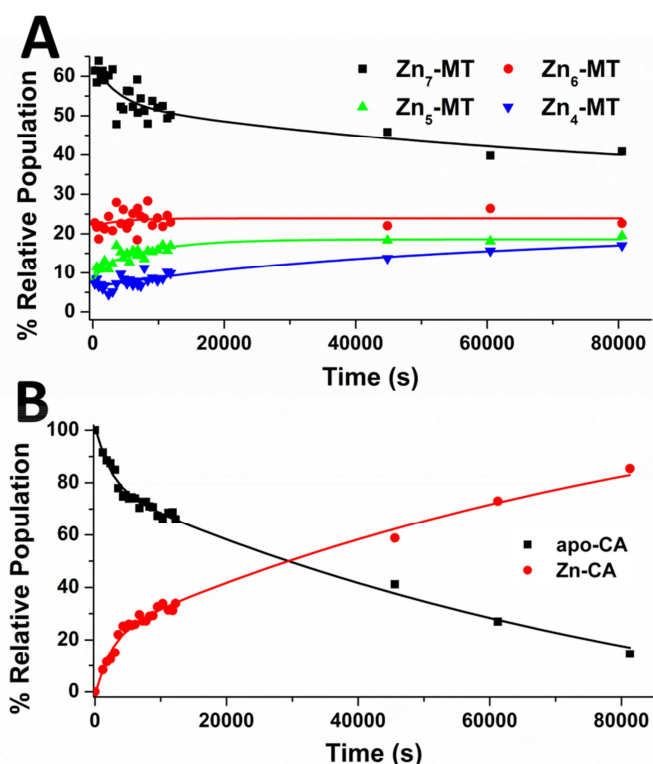 A
% Relative Population
60
50
40
30
20
10
0
Zn₇-MT Zn₆-MT
Zn₅-MT Zn₄-MT
0 20000 40000 60000 80000
Time (s)
B
% Relative Population
100
80
60
40
20
0
apo-CA
Zn-CA
0 20000 40000 60000 80000
Time (s)